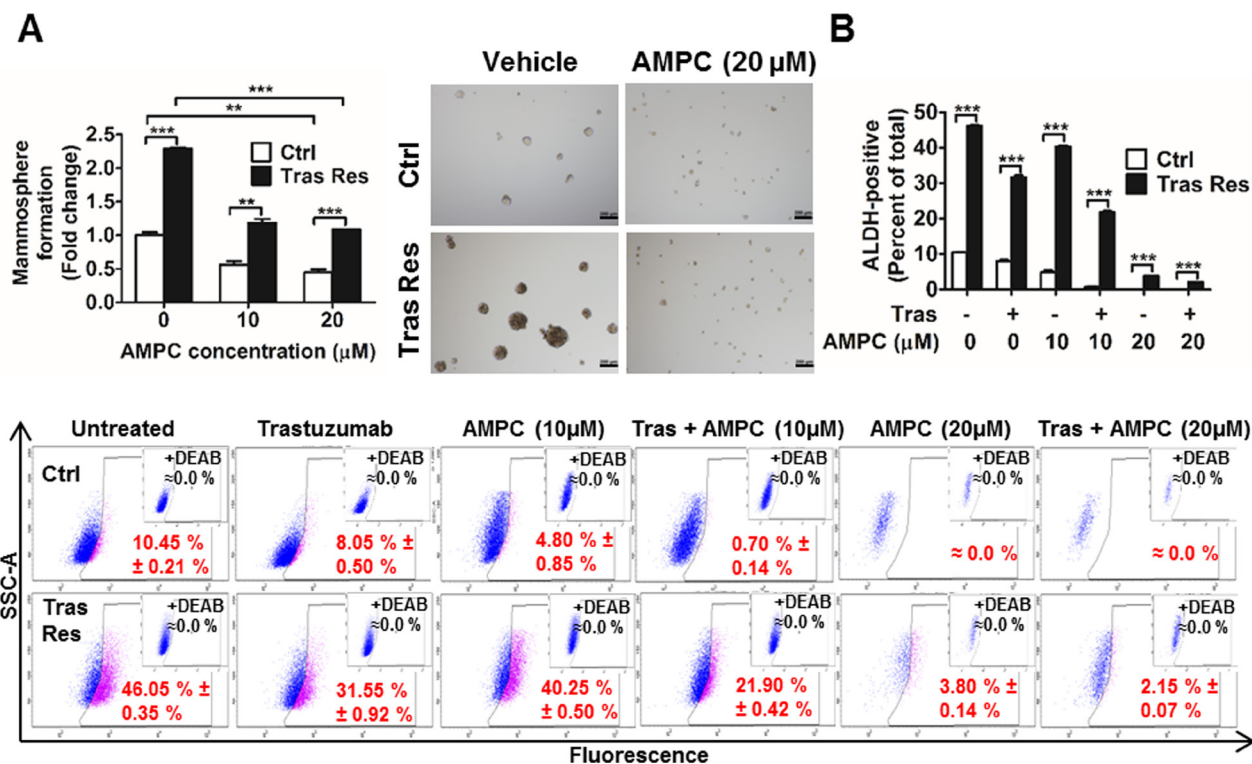 A
B
Vehicle
AMPC (20 µM)
Ctrl
Tras Res
***
**
***
**
***
2.5
2.0
1.5
1.0
0.5
0.0
Mammosphere
formation
(Fold change)
Ctrl
Tras Res
0 10 20
AMPC concentration (µM)
***
***
***
***
***
***
50
40
30
20
10
0
ALDH-positive
(Percent of total)
Ctrl
Tras Res
Tras - + - + - +
AMPC (µM) 0 0 10 10 20 20
Untreated
Trastuzumab
AMPC (10µM)
Tras + AMPC (10µM)
AMPC (20µM)
Tras + AMPC (20µM)
Ctrl
+DEAB
≈0.0 %
10.45 %
± 0.21 %
+DEAB
≈0.0 %
8.05 % ±
0.50 %
+DEAB
≈0.0 %
4.80 % ±
0.85 %
+DEAB
≈0.0 %
0.70 % ±
0.14 %
+DEAB
≈0.0 %
≈ 0.0 %
+DEAB
≈0.0 %
≈ 0.0 %
Tras
Res
+DEAB
≈0.0 %
46.05 % ±
0.35 %
+DEAB
≈0.0 %
31.55 %
± 0.92 %
+DEAB
≈0.0 %
40.25 %
± 0.50 %
+DEAB
≈0.0 %
21.90 %
± 0.42 %
+DEAB
≈0.0 %
3.80 % ±
0.14 %
+DEAB
≈0.0 %
2.15 % ±
0.07 %
SSC-A
Fluorescence